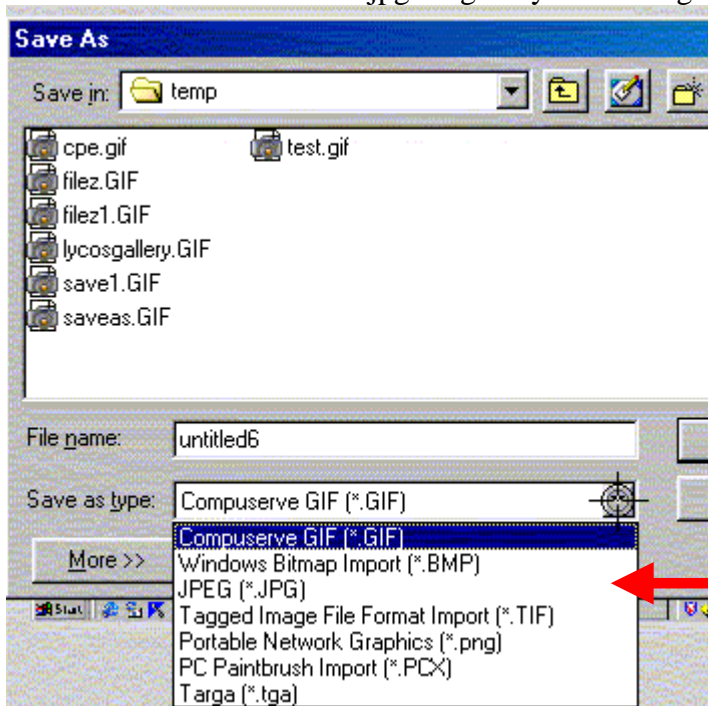 Save As
Save in: temp
cpe.gif test.gif
filez.GIF
filez1.GIF
lycosgallery.GIF
save1.GIF
saveas.GIF
File name: untitled6
Save as type: Compuserve GIF (*.GIF)
Compuserve GIF (*.GIF)
More >> Windows Bitmap Import (*.BMP)
JPEG (*.JPG)
Start
Tagged Image File Format Import (*.TIF)
Portable Network Graphics (*.png)
PC Paintbrush Import (*.PCX)
Targa (*.tga)